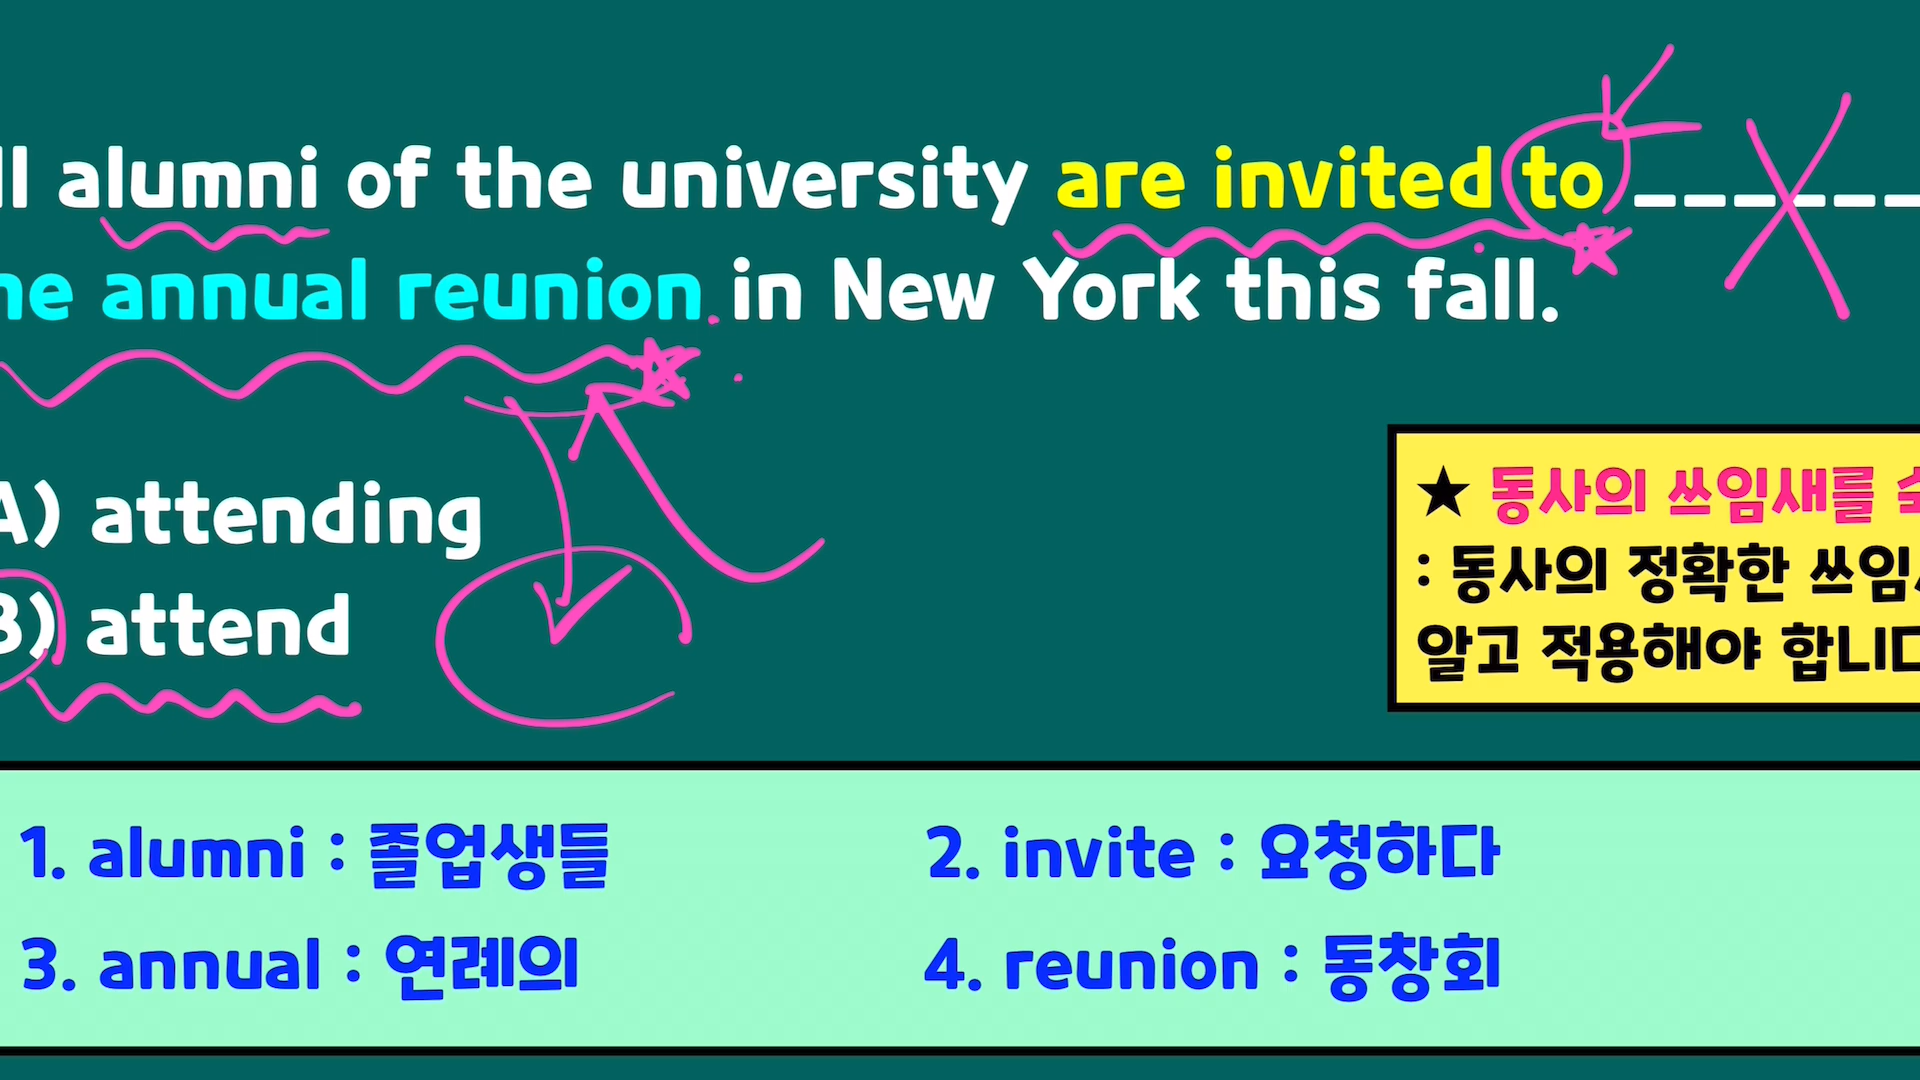 ll alumni of the university are invited to _______
he annual reunion in New York this fall.
A) attending
B) attend
★ 동사의 쓰임새를
: 동사의 정확한 쓰임
알고 적용해야 합니다
1. alumni : 졸업생들
2. invite : 요청하다
3. annual : 연례의
4. reunion : 동창회